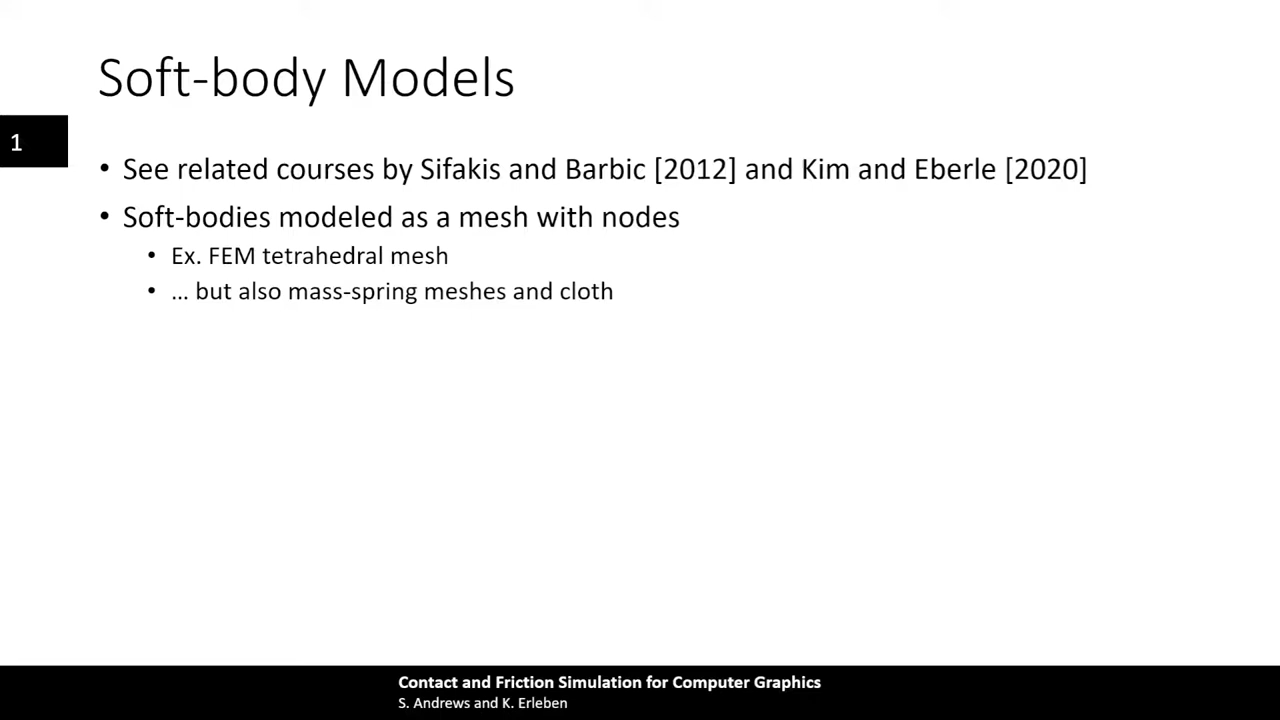 Soft-body Models
1
• See related courses by Sifakis and Barbic [2012] and Kim and Eberle [2020]
• Soft-bodies modeled as a mesh with nodes
• Ex. FEM tetrahedral mesh
• … but also mass-spring meshes and cloth
Contact and Friction Simulation for Computer Graphics
S. Andrews and K. Erleben